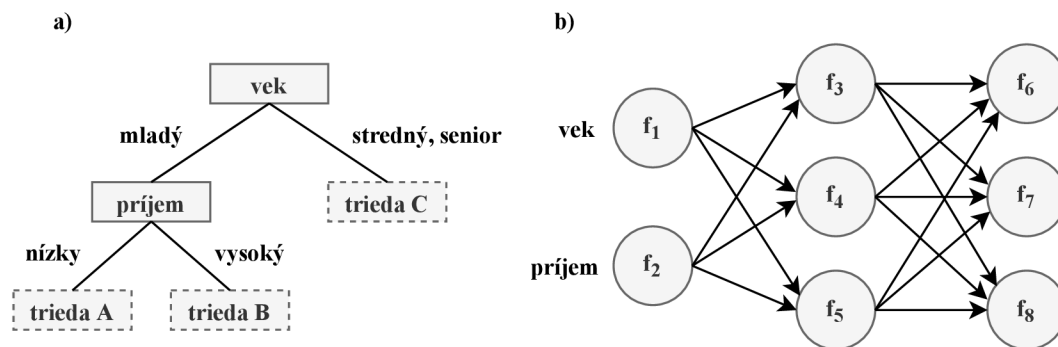 a)
vek
mladý
stredný, senior
príjem
trieda C
nízky
vysoký
trieda A
trieda B
b)
f₃
f₆
vek
f₁
f₄
f₇
príjem
f₂
f₅
f₈